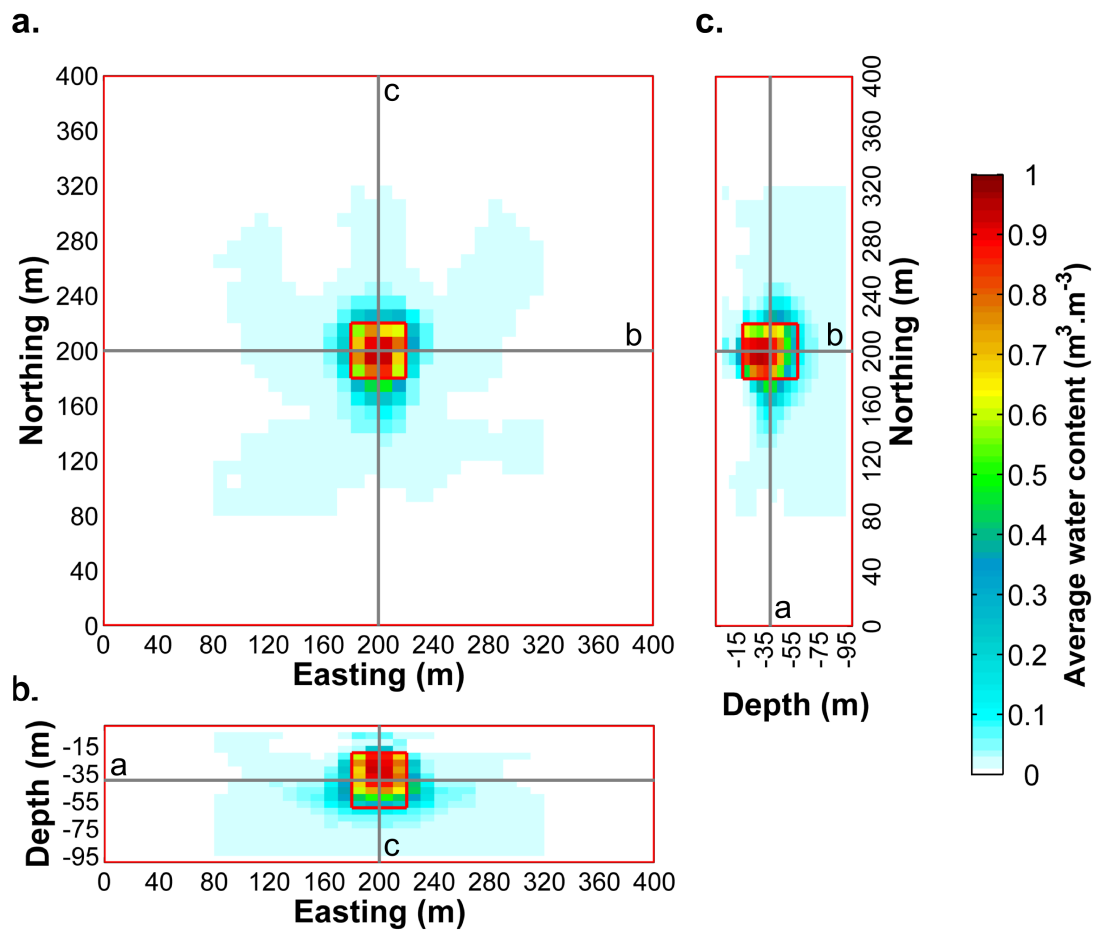 a.
c.
400
360
320
280
240
200
160
120
80
40
0
Northing (m)
c
b
0 40 80 120 160 200 240 280 320 360 400
Easting (m)
400
360
320
280
240
200
160
120
80
40
0
Northing (m)
b
a
-15 -35 -55 -75 -95
Depth (m)
1
0.9
0.8
0.7
0.6
0.5
0.4
0.3
0.2
0.1
0
Average water content (m³.m⁻³)
b.
-15
-35
-55
-75
-95
Depth (m)
a
c
0 40 80 120 160 200 240 280 320 360 400
Easting (m)